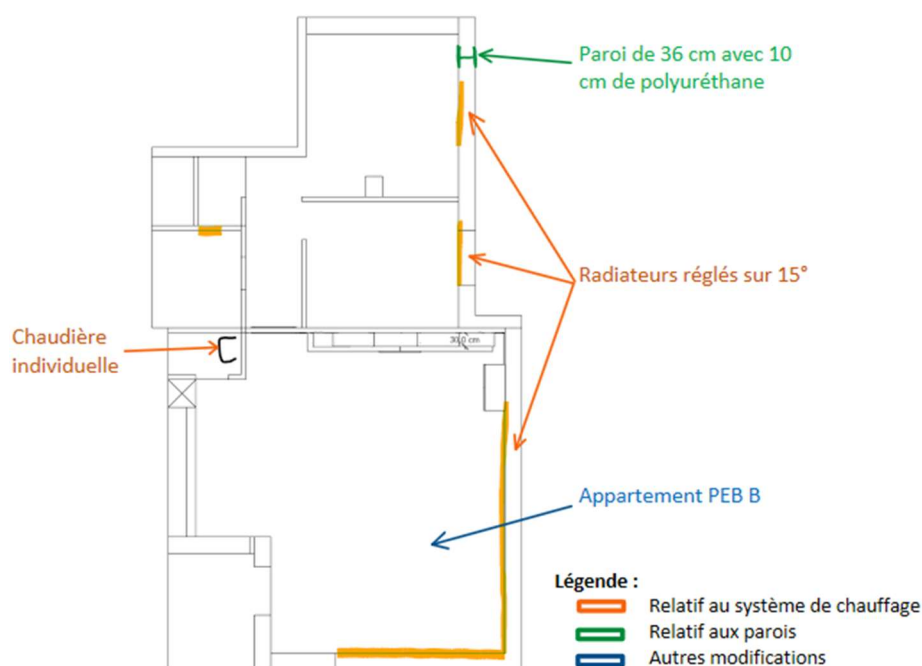 Paroi de 36 cm avec 10
cm de polyuréthane
Radiateurs réglés sur 15°
Chaudière
individuelle
30,0 cm
Appartement PEB B
Légende :
Relatif au système de chauffage
Relatif aux parois
Autres modifications